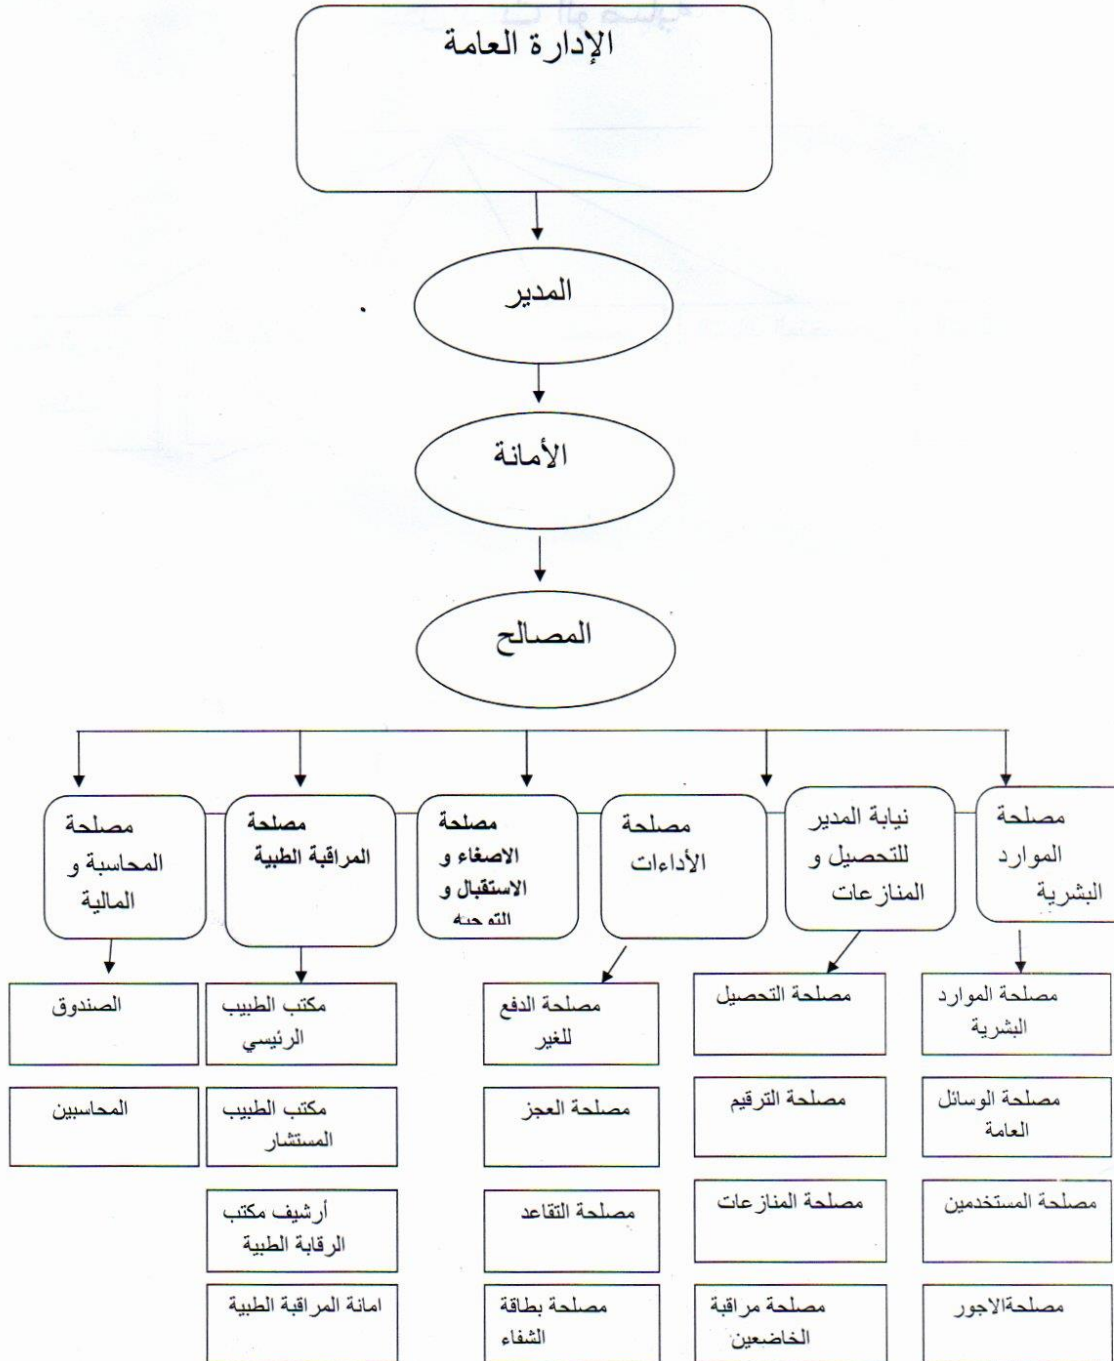 الإدارة العامة
المدير
الأمانة
المصالح
مصلحة
الموارد
البشرية
نيابة المدير
للتحصيل و
المنازعات
مصلحة
الأداءات
مصلحة
الاصغاء و
الاستقبال و
التوجيه
مصلحة
المراقبة الطبية
مصلحة
المحاسبة و
المالية
مصلحة الموارد
البشرية
مصلحة التحصيل
مصلحة الدفع
للغير
مكتب الطبيب
الرئيسي
الصندوق
مصلحة الوسائل
العامة
مصلحة الترقيم
مصلحة العجز
مكتب الطبيب
المستشار
المحاسبين
مصلحة المستخدمين
مصلحة المنازعات
مصلحة التقاعد
أرشيف مكتب
الرقابة الطبية
مصلحةالاجور
مصلحة مراقبة
الخاضعين
مصلحة بطاقة
الشفاء
امانة المراقبة الطبية